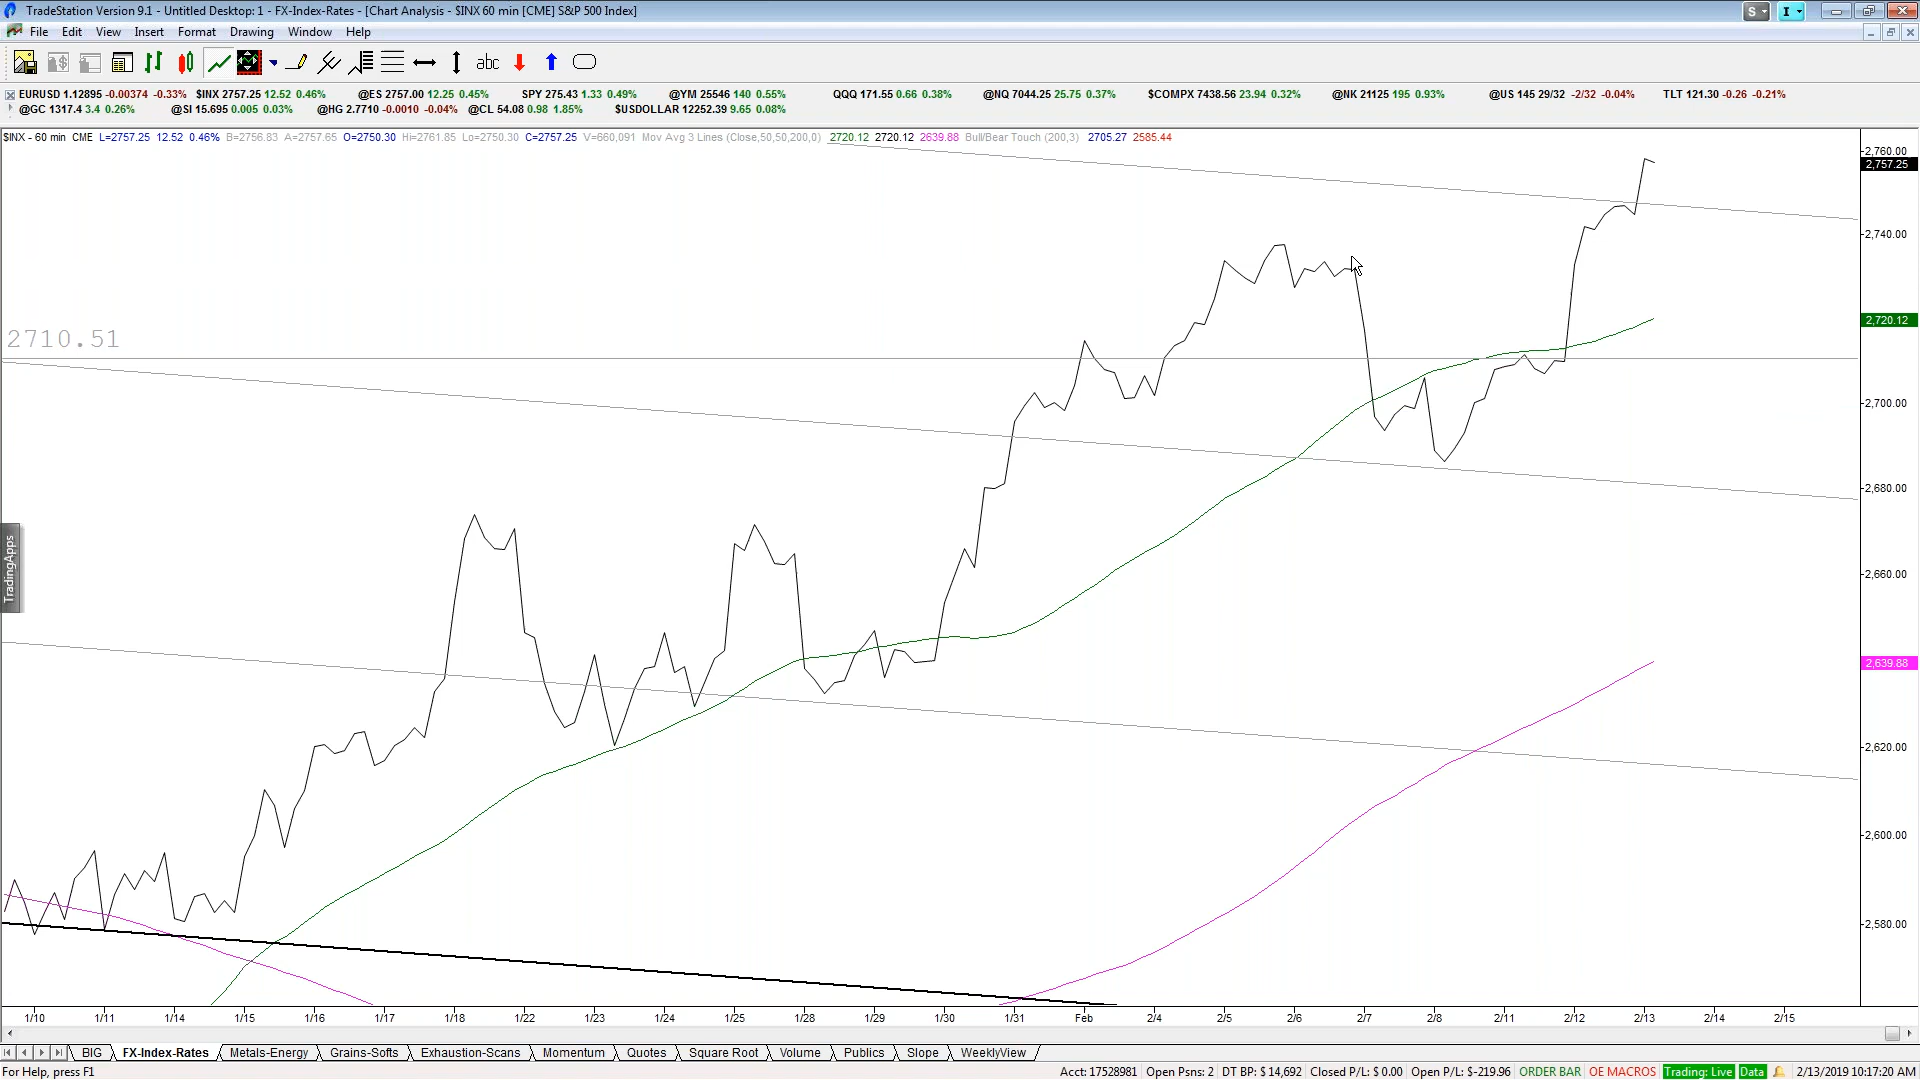 TradeStation Version 9.1 - Untitled Desktop: 1 - FX-Index-Rates - [Chart Analysis - $INX 60 min [CME] S&P 500 Index]
S I
File Edit View Insert Format Drawing Window Help
abc
EURUSD 1.12895 -0.00374 -0.33% $INX 2757.25 12.52 0.46% @ES 2757.00 12.25 0.45% SPY 275.43 1.33 0.49% @YM 25546 140 0.55% QQQ 171.55 0.66 0.38% @NQ 7044.25 25.75 0.37% $COMPX 7438.56 23.94 0.32% @NK 21125 195 0.93% @US 145 29/32 -2/32 -0.04% TLT 121.30 -0.26 -0.21%
@GC 1317.4 3.4 0.26% @SI 15.695 0.005 0.03% @HG 2.7710 -0.0010 -0.04% @CL 54.08 0.98 1.85% $USDOLLAR 12252.39 9.65 0.08%
$INX - 60 min CME L=2757.25 12.52 0.46% B=2756.83 A=2757.65 O=2750.30 Hi=2761.85 Lo=2750.30 C=2757.25 V=660,091 Mov Avg 3 Lines (Close,50,50,200,0) 2720.12 2720.12 2639.88 Bull/Bear Touch (200,3) 2705.27 2585.44
2,760.00
2,757.25
2,740.00
2,720.12
2710.51
2,700.00
2,680.00
TradingApps
2,660.00
2,639.88
2,620.00
2,600.00
2,580.00
1/10 1/11 1/14 1/15 1/16 1/17 1/18 1/22 1/23 1/24 1/25 1/28 1/29 1/30 1/31 Feb 2/4 2/5 2/6 2/7 2/8 2/11 2/12 2/13 2/14 2/15
BIG FX-Index-Rates Metals-Energy Grains-Softs Exhaustion-Scans Momentum Quotes Square Root Volume Publics Slope WeeklyView
For Help, press F1 Acct: 17528981 Open Psns: 2 DT BP: $ 14,692 Closed P/L: $ 0.00 Open P/L: $-219.96 ORDER BAR OE MACROS Trading: Live Data 2/13/2019 10:17:20 AM